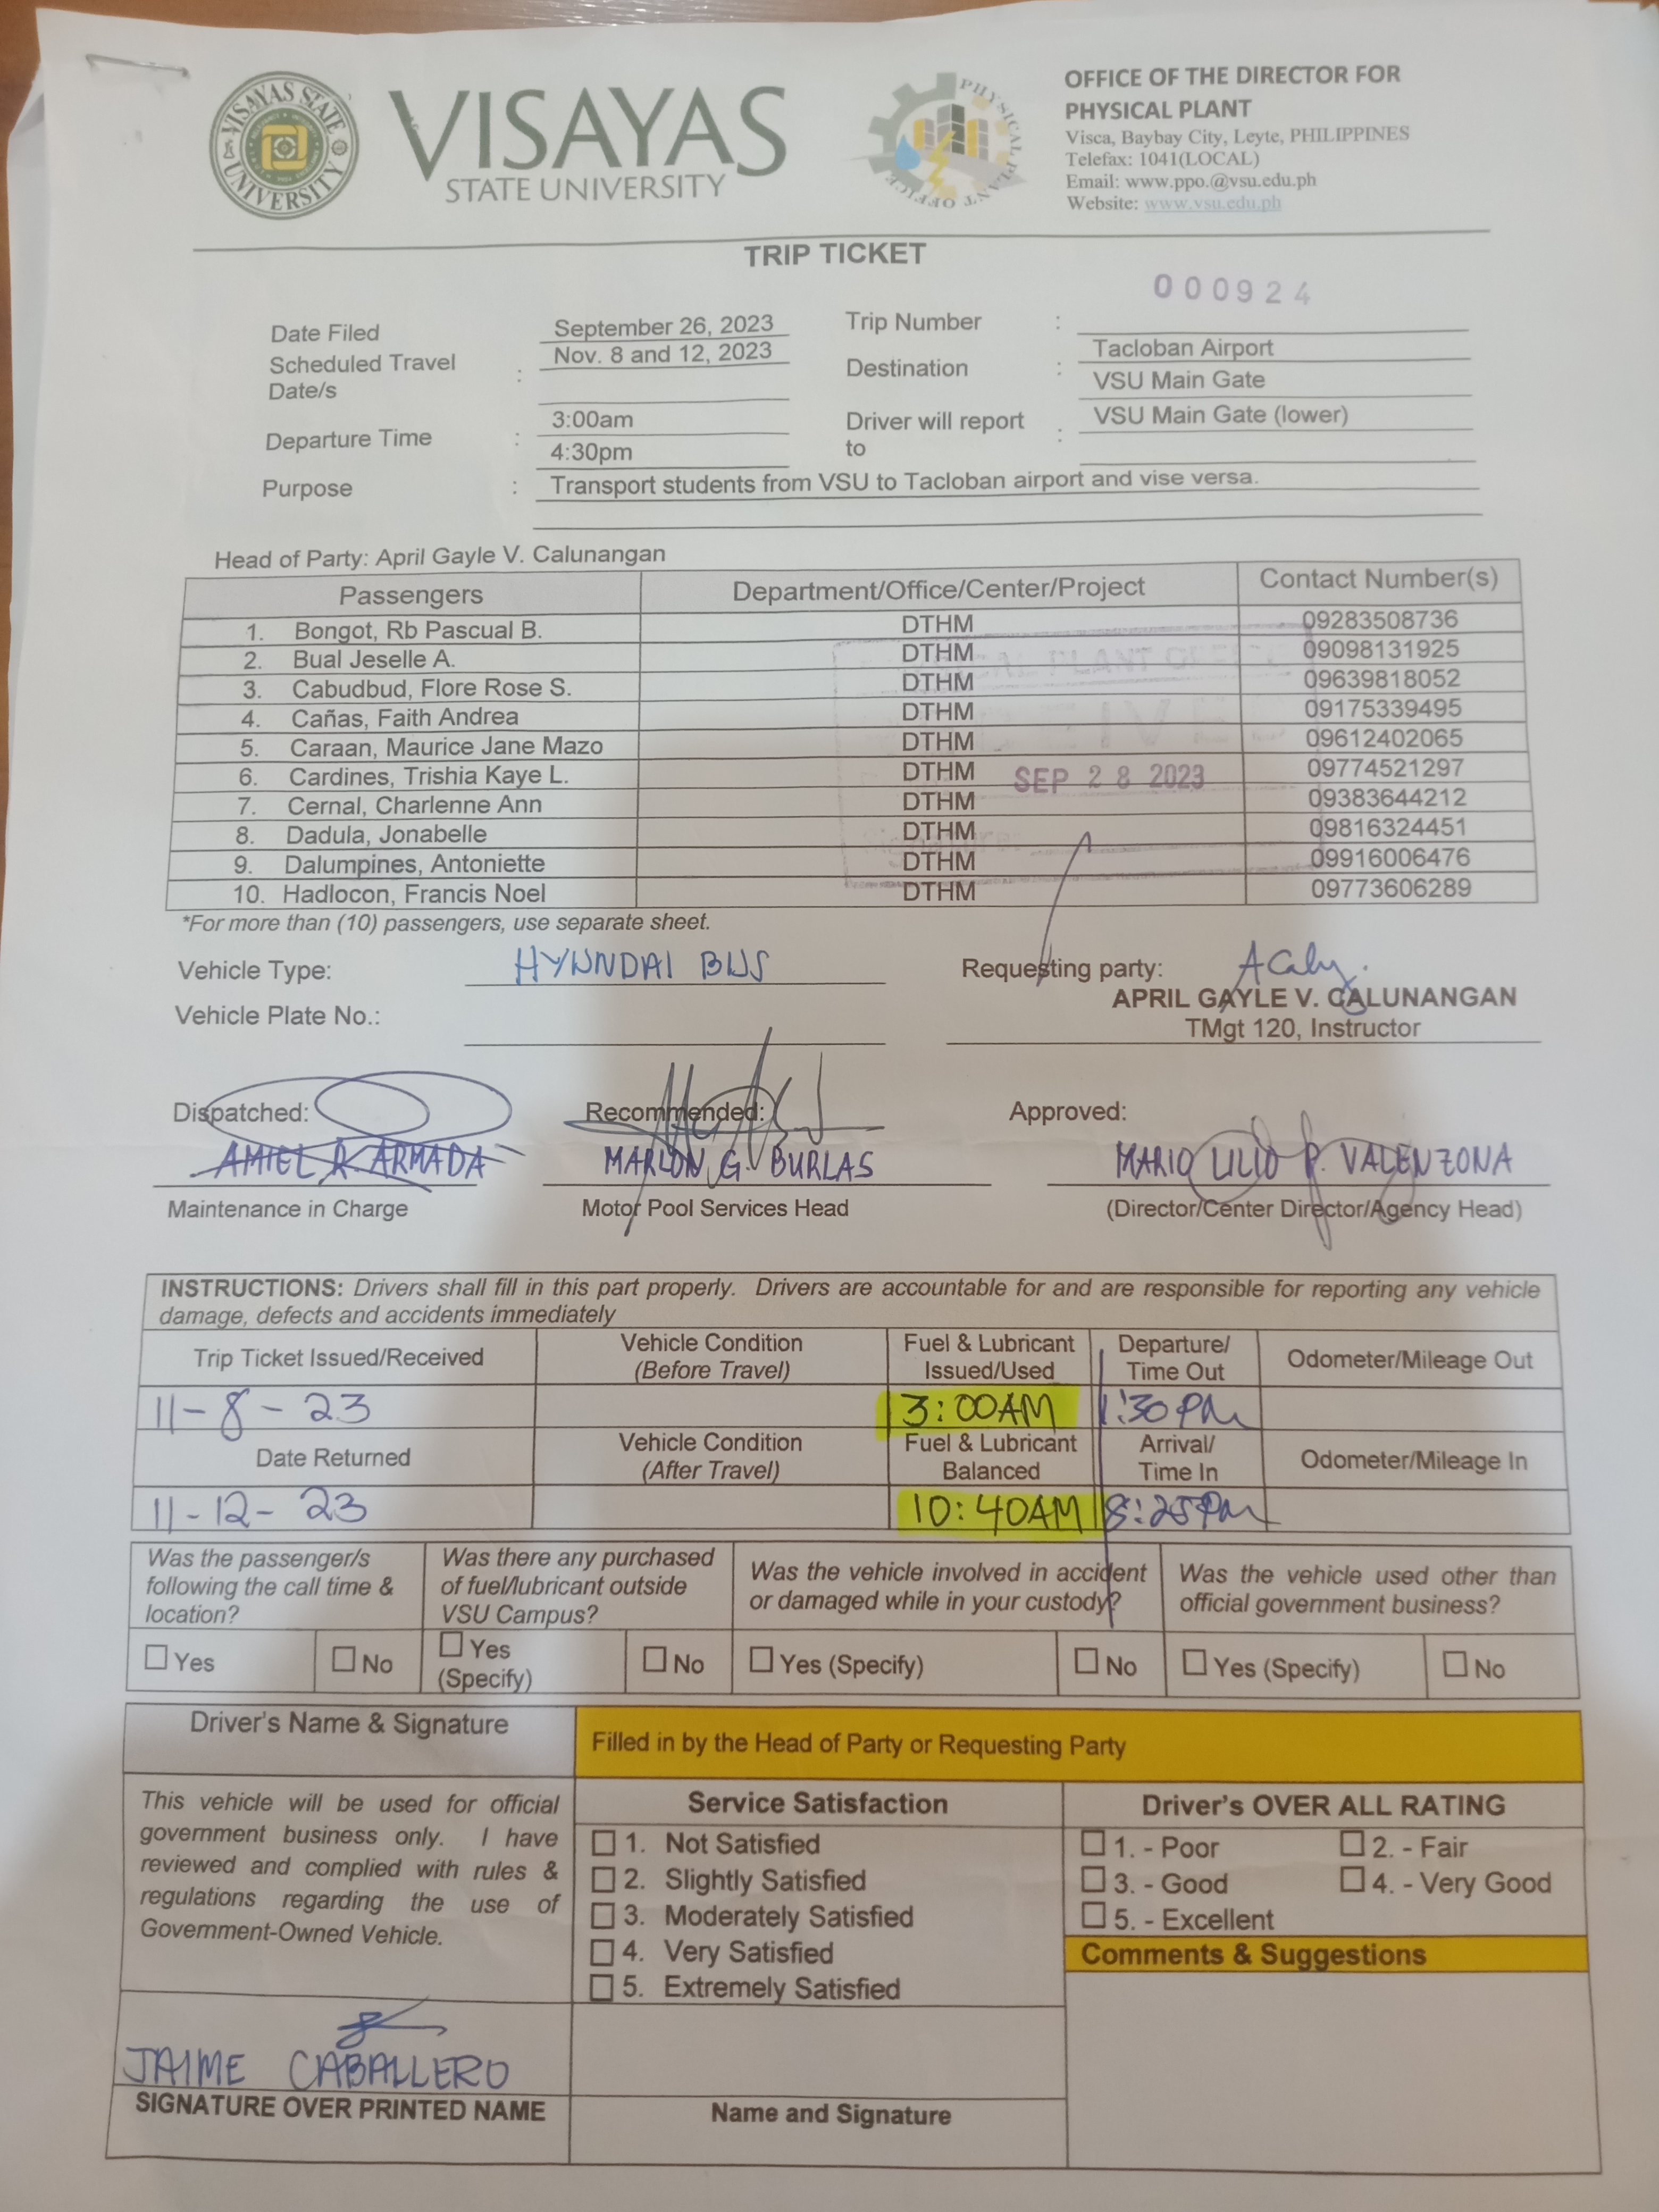 VISAYAS STATE UNIVERSITY
VISAYAS
STATE UNIVERSITY
PHYSICAL PLANT OFFICE
OFFICE OF THE DIRECTOR FOR
PHYSICAL PLANT
Visca, Baybay City, Leyte, PHILIPPINES
Telefax: 1041(LOCAL)
Email: www.ppo.@vsu.edu.ph
Website: www.vsu.edu.ph
TRIP TICKET
000924
Date Filed September 26, 2023 Trip Number :
Scheduled Travel Date/s : Nov. 8 and 12, 2023 Destination : Tacloban Airport
VSU Main Gate
Departure Time : 3:00am Driver will report to : VSU Main Gate (lower)
4:30pm
Purpose : Transport students from VSU to Tacloban airport and vise versa.
Head of Party: April Gayle V. Calunangan
Passengers Department/Office/Center/Project Contact Number(s)
1. Bongot, Rb Pascual B. DTHM 09283508736
2. Bual Jeselle A. DTHM 09098131925
3. Cabudbud, Flore Rose S. DTHM 09639818052
4. Cañas, Faith Andrea DTHM 09175339495
5. Caraan, Maurice Jane Mazo DTHM 09612402065
6. Cardines, Trishia Kaye L. DTHM SEP 28 2023 09774521297
7. Cernal, Charlenne Ann DTHM 09383644212
8. Dadula, Jonabelle DTHM 09816324451
9. Dalumpines, Antoniette DTHM 09916006476
10. Hadlocon, Francis Noel DTHM 09773606289
*For more than (10) passengers, use separate sheet.
Vehicle Type: HYUNDAI BUS Requesting party:
APRIL GAYLE V. CALUNANGAN
Vehicle Plate No.: TMgt 120, Instructor
Dispatched: Recommended: Approved:
AMIEL R. ARMADA MARLON G. BURLAS MARIO LILIO P. VALENZONA
Maintenance in Charge Motor Pool Services Head (Director/Center Director/Agency Head)
INSTRUCTIONS: Drivers shall fill in this part properly. Drivers are accountable for and are responsible for reporting any vehicle
damage, defects and accidents immediately
Trip Ticket Issued/Received Vehicle Condition (Before Travel) Fuel & Lubricant Issued/Used Departure/ Time Out Odometer/Mileage Out
11-8-23 3:00AM 1:30PM
Date Returned Vehicle Condition (After Travel) Fuel & Lubricant Balanced Arrival/ Time In Odometer/Mileage In
11-12-23 10:40AM 8:25PM
Was the passenger/s following the call time & location? Was there any purchased of fuel/lubricant outside VSU Campus? Was the vehicle involved in accident or damaged while in your custody? Was the vehicle used other than official government business?
Yes No Yes (Specify) No Yes (Specify) No Yes (Specify) No
Driver's Name & Signature Filled in by the Head of Party or Requesting Party
This vehicle will be used for official
government business only. I have
reviewed and complied with rules &
regulations regarding the use of
Government-Owned Vehicle.
Service Satisfaction
1. Not Satisfied
2. Slightly Satisfied
3. Moderately Satisfied
4. Very Satisfied
5. Extremely Satisfied
Driver's OVER ALL RATING
1. - Poor 2. - Fair
3. - Good 4. - Very Good
5. - Excellent
Comments & Suggestions
JAIME CABALLERO
SIGNATURE OVER PRINTED NAME Name and Signature